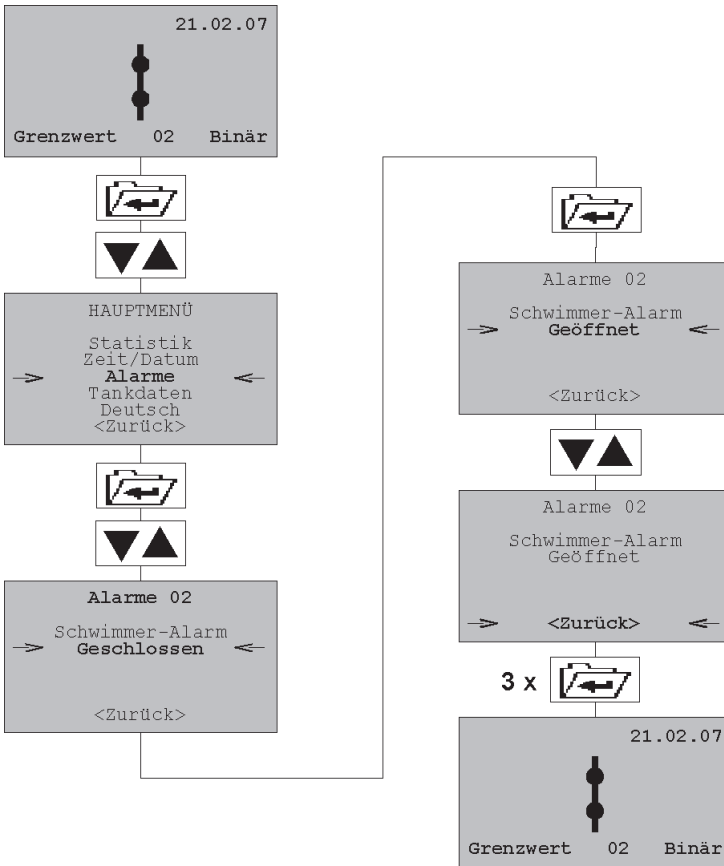 21.02.07
Grenzwert 02 Binär
HAUPTMENÜ
Statistik
Zeit/Datum
Alarme
Tankdaten
Deutsch
<Zurück>
Alarme 02
Schwimmer-Alarm
Geschlossen
<Zurück>
Alarme 02
Schwimmer-Alarm
Geöffnet
<Zurück>
Alarme 02
Schwimmer-Alarm
Geöffnet
<Zurück>
3 x
21.02.07
Grenzwert 02 Binär